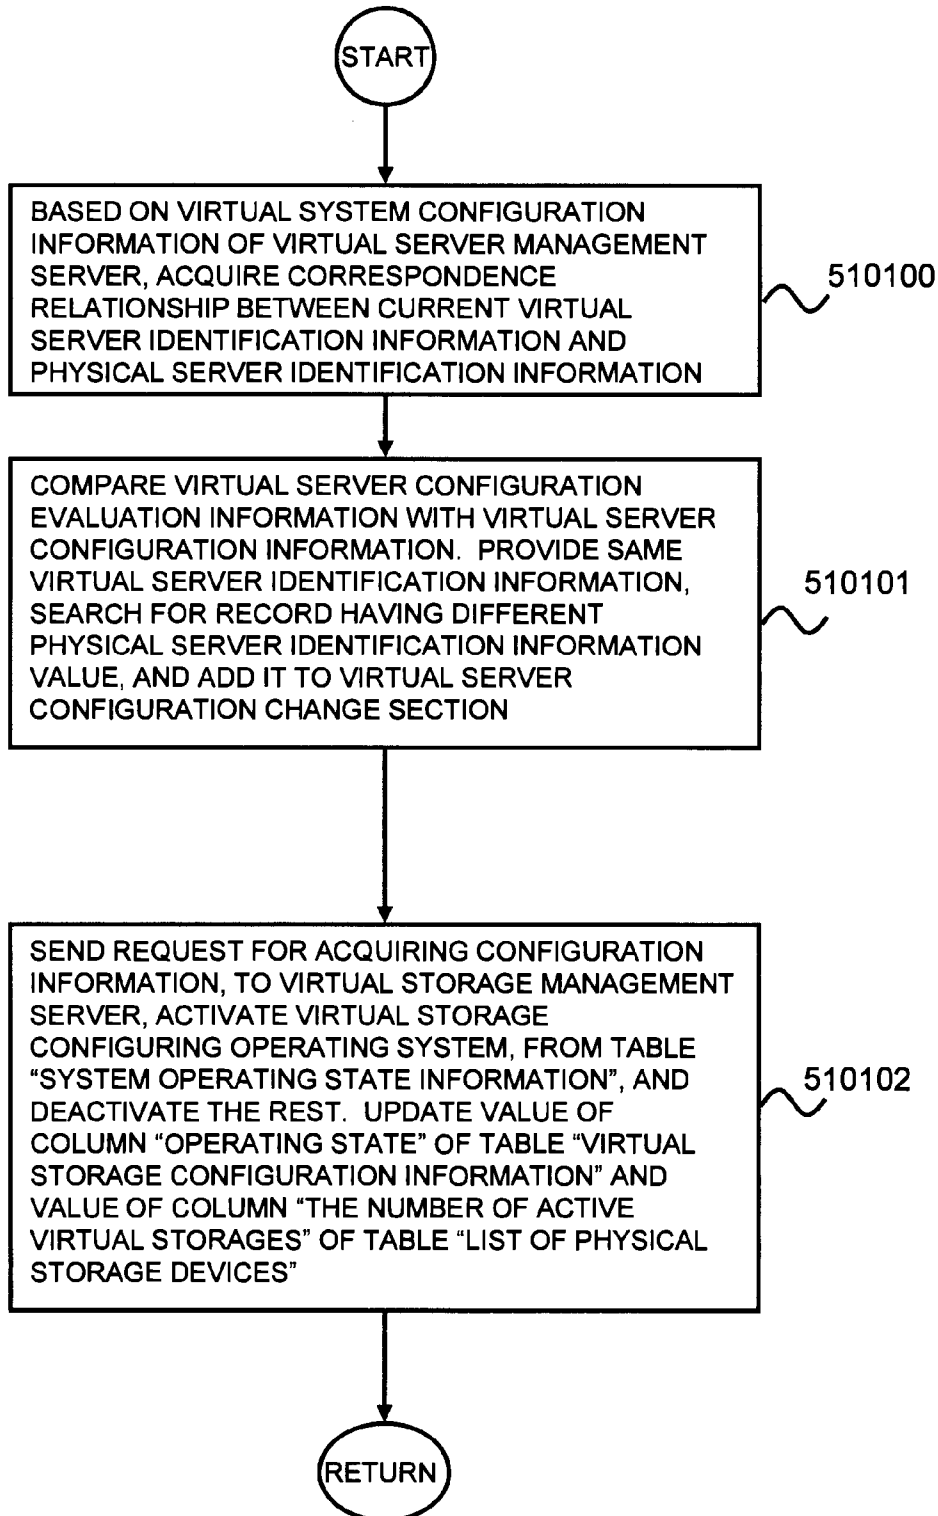 START
BASED ON VIRTUAL SYSTEM CONFIGURATION
INFORMATION OF VIRTUAL SERVER MANAGEMENT
SERVER, ACQUIRE CORRESPONDENCE
RELATIONSHIP BETWEEN CURRENT VIRTUAL
SERVER IDENTIFICATION INFORMATION AND
PHYSICAL SERVER IDENTIFICATION INFORMATION
510100
COMPARE VIRTUAL SERVER CONFIGURATION
EVALUATION INFORMATION WITH VIRTUAL SERVER
CONFIGURATION INFORMATION. PROVIDE SAME
VIRTUAL SERVER IDENTIFICATION INFORMATION,
SEARCH FOR RECORD HAVING DIFFERENT
PHYSICAL SERVER IDENTIFICATION INFORMATION
VALUE, AND ADD IT TO VIRTUAL SERVER
CONFIGURATION CHANGE SECTION
510101
SEND REQUEST FOR ACQUIRING CONFIGURATION
INFORMATION, TO VIRTUAL STORAGE MANAGEMENT
SERVER, ACTIVATE VIRTUAL STORAGE
CONFIGURING OPERATING SYSTEM, FROM TABLE
“SYSTEM OPERATING STATE INFORMATION”, AND
DEACTIVATE THE REST. UPDATE VALUE OF
COLUMN “OPERATING STATE” OF TABLE “VIRTUAL
STORAGE CONFIGURATION INFORMATION” AND
VALUE OF COLUMN “THE NUMBER OF ACTIVE
VIRTUAL STORAGES” OF TABLE “LIST OF PHYSICAL
STORAGE DEVICES”
510102
RETURN